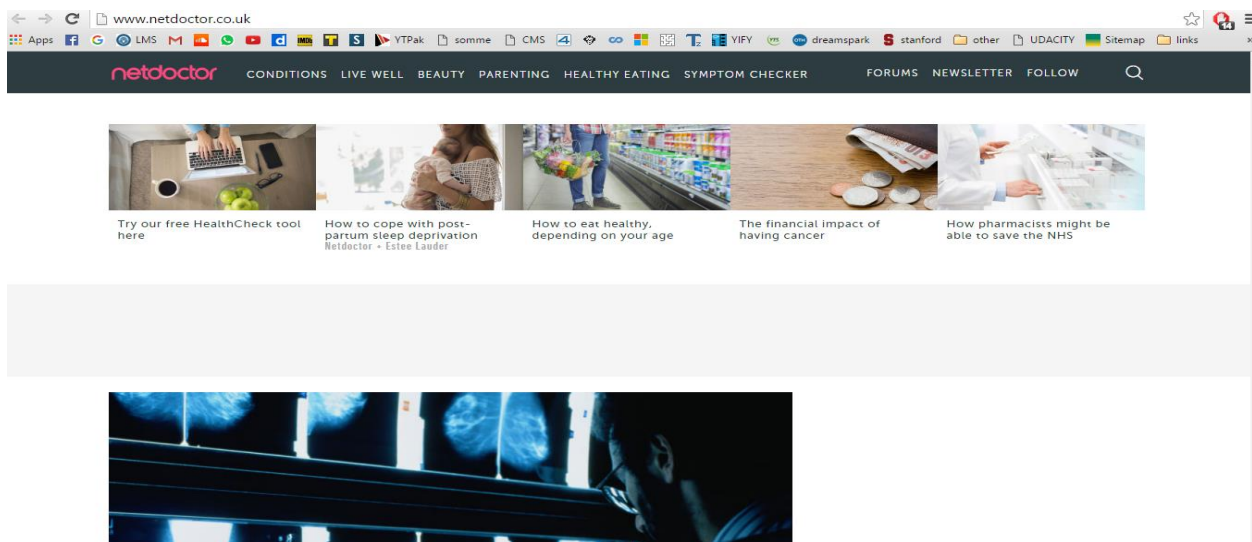 www.netdoctor.co.uk
Apps LMS YTPak somme CMS YIFY dreamspark stanford other UDACITY Sitemap links
netdoctor CONDITIONS LIVE WELL BEAUTY PARENTING HEALTHY EATING SYMPTOM CHECKER FORUMS NEWSLETTER FOLLOW
Try our free HealthCheck tool
here
How to cope with post-
partum sleep deprivation
Netdoctor + Estee Lauder
How to eat healthy,
depending on your age
The financial impact of
having cancer
How pharmacists might be
able to save the NHS